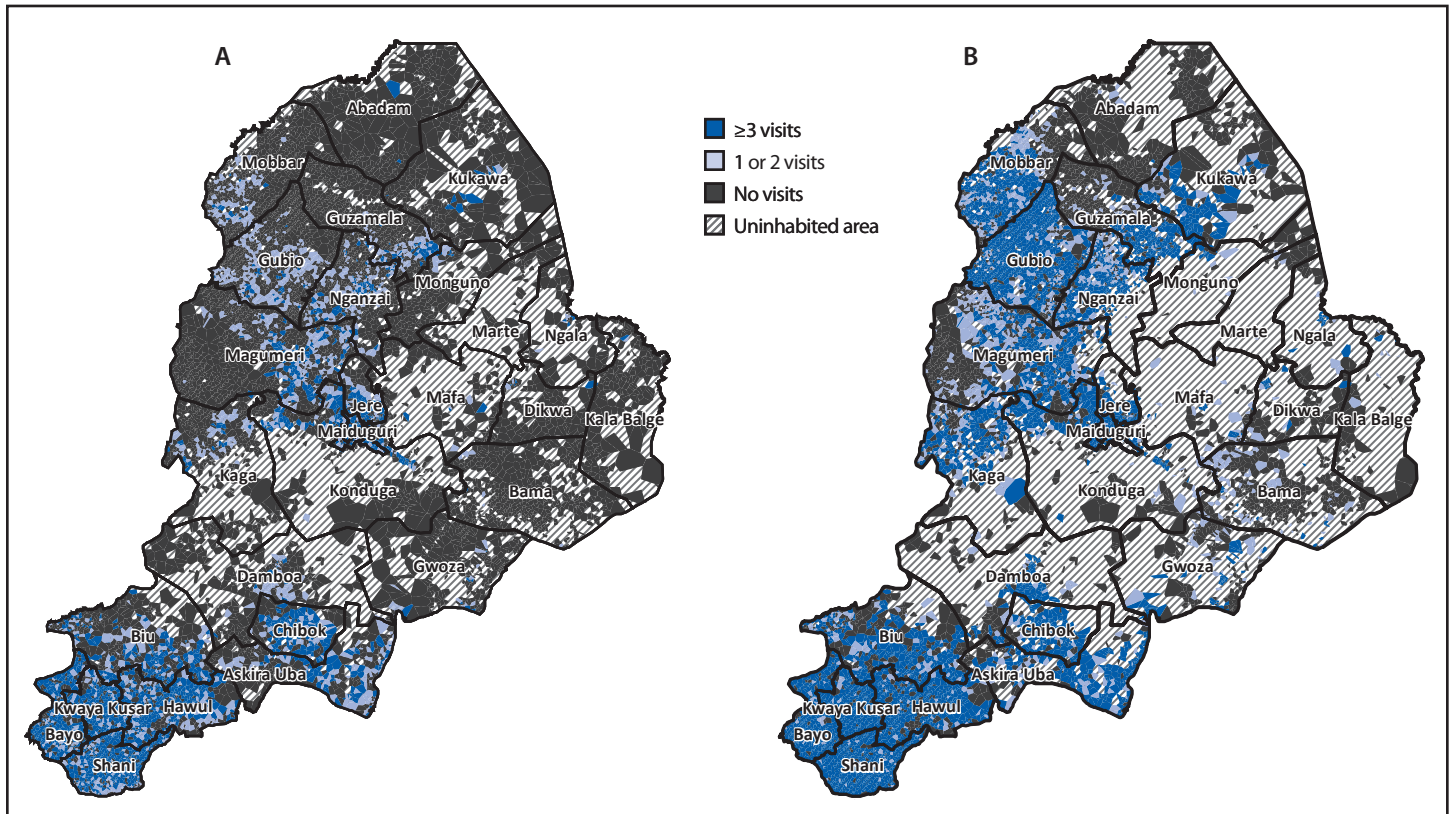 A
B
≥3 visits
1 or 2 visits
No visits
Uninhabited area
Abadam
Mobbar
Kukawa
Guzamala
Gubio
Monguno
Nganzai
Marte
Ngala
Magumeri
Mafa
Jere
Dikwa
Kala Balge
Maiduguri
Kaga
Konduga
Bama
Damboa
Gwoza
Biu
Chibok
Askira Uba
Kwaya Kusar
Hawul
Bayo
Shani
Abadam
Mobbar
Kukawa
Guzamala
Gubio
Monguno
Nganzai
Marte
Ngala
Magumeri
Mafa
Jere
Dikwa
Kala Balge
Maiduguri
Kaga
Konduga
Bama
Damboa
Gwoza
Biu
Chibok
Askira Uba
Kwaya Kusar
Hawul
Bayo
Shani